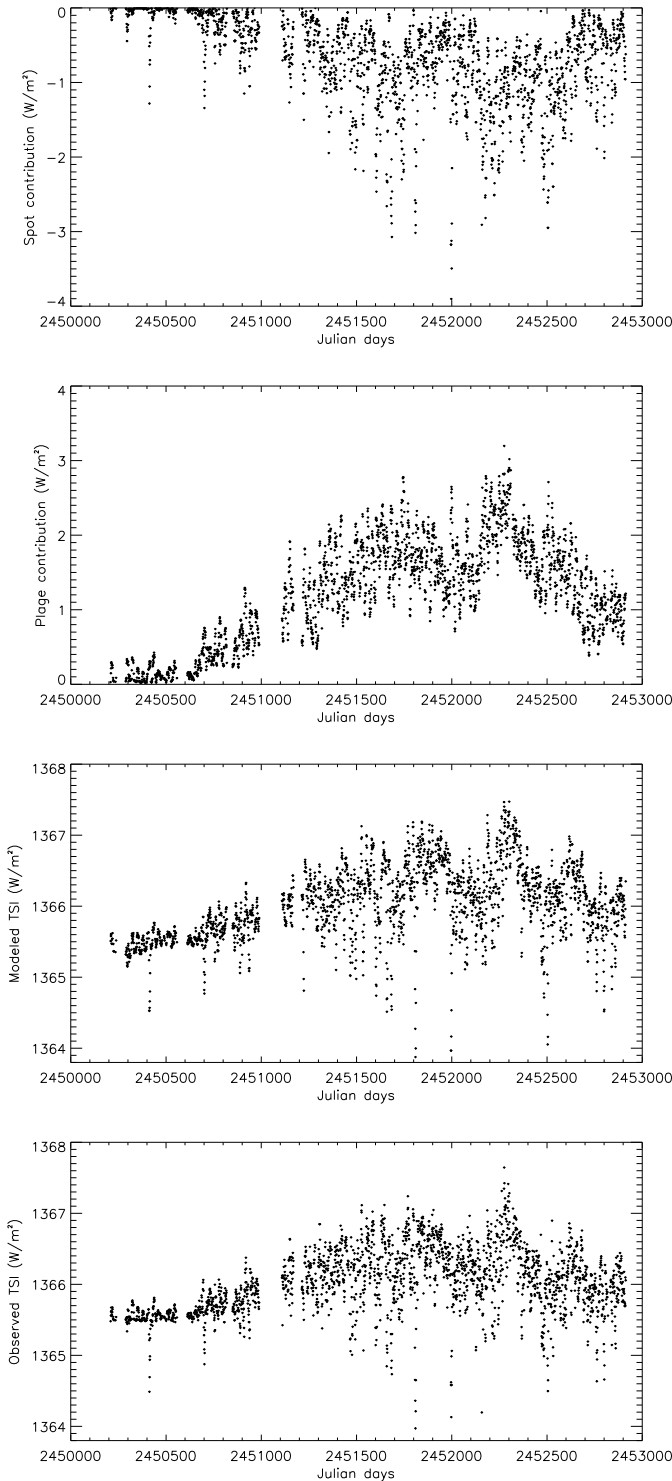 0
−1
−2
−3
−4
Spot contribution (W/m²)
2450000 2450500 2451000 2451500 2452000 2452500 2453000
Julian days
4
3
2
1
0
Plage contribution (W/m²)
2450000 2450500 2451000 2451500 2452000 2452500 2453000
Julian days
1368
1367
1366
1365
1364
Modeled TSI (W/m²)
2450000 2450500 2451000 2451500 2452000 2452500 2453000
Julian days
1368
1367
1366
1365
1364
Observed TSI (W/m²)
2450000 2450500 2451000 2451500 2452000 2452500 2453000
Julian days